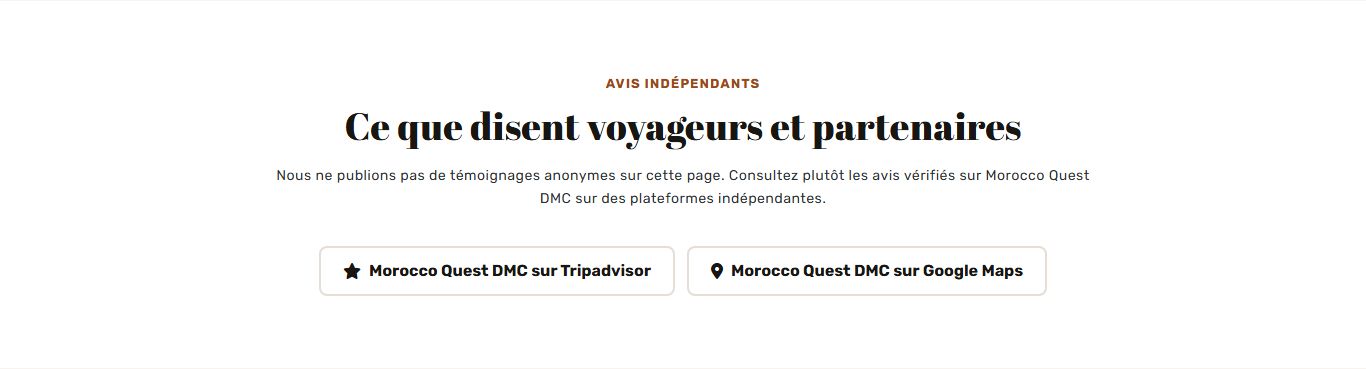 AVIS INDÉPENDANTS
Ce que disent voyageurs et partenaires
Nous ne publions pas de témoignages anonymes sur cette page. Consultez plutôt les avis vérifiés sur Morocco Quest
DMC sur des plateformes indépendantes.
Morocco Quest DMC sur Tripadvisor
Morocco Quest DMC sur Google Maps